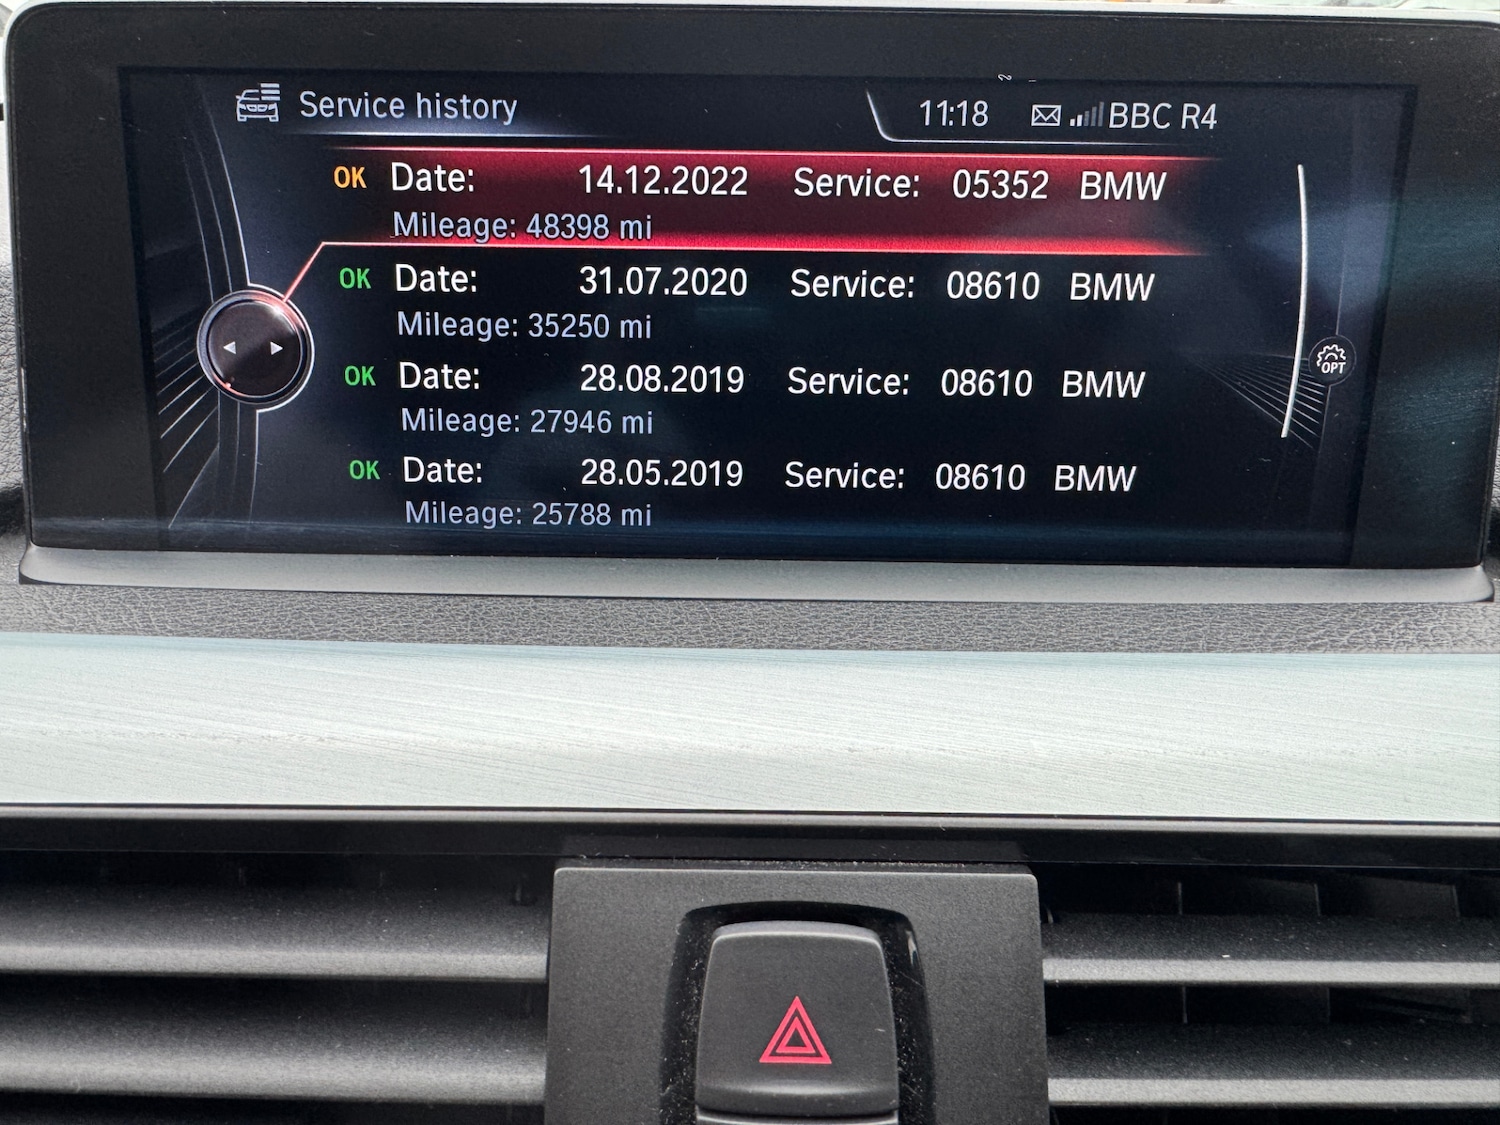 Service history 11:18 BBC R4
OK Date: 14.12.2022 Service: 05352 BMW
Mileage: 48398 mi
OK Date: 31.07.2020 Service: 08610 BMW
Mileage: 35250 mi
OK Date: 28.08.2019 Service: 08610 BMW
Mileage: 27946 mi
OK Date: 28.05.2019 Service: 08610 BMW
Mileage: 25788 mi
OPT